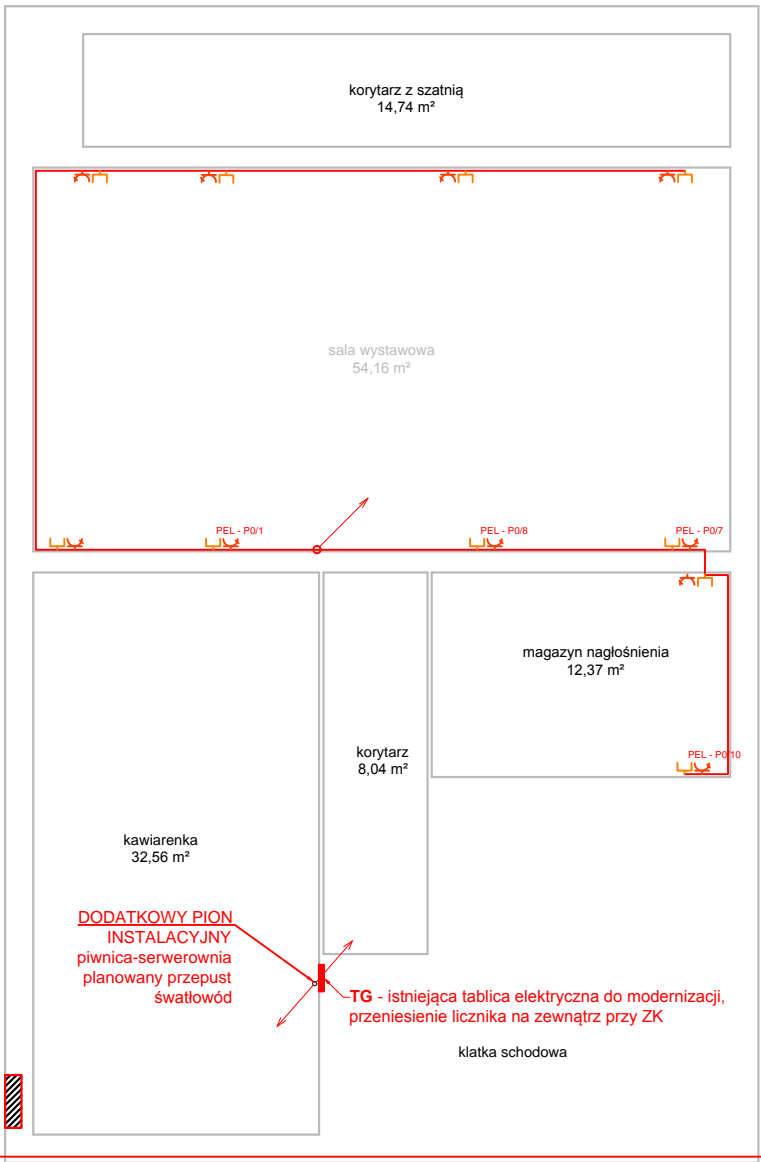 korytarz z szatnią
14,74 m²
sala wystawowa
54,16 m²
PEL - P0/1
PEL - P0/8
PEL - P0/7
magazyn nagłośnienia
12,37 m²
PEL - P0/10
korytarz
8,04 m²
kawiarenka
32,56 m²
DODATKOWY PION
INSTALACYJNY
piwnica-serwerownia
planowany przepust
śwatłowód
TG - istniejąca tablica elektryczna do modernizacji,
przeniesienie licznika na zewnątrz przy ZK
klatka schodowa